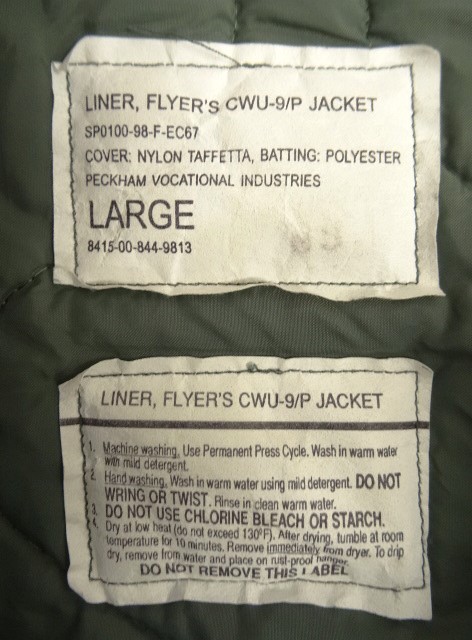 LINER, FLYER'S CWU-9/P JACKET
SP0100-98-F-EC67
COVER: NYLON TAFFETTA, BATTING: POLYESTER
PECKHAM VOCATIONAL INDUSTRIES
LARGE
8415-00-844-9813
LINER, FLYER'S CWU-9/P JACKET
1. Machine washing. Use Permanent Press Cycle. Wash in warm water
with mild detergent.
2. Hand washing. Wash in warm water using mild detergent. DO NOT
WRING OR TWIST. Rinse in clean warm water.
3. DO NOT USE CHLORINE BLEACH OR STARCH.
4. Dry at low heat (do not exceed 130°F). After drying, tumble at room
temperature for 10 minutes. Remove immediately from dryer. To drip
dry, remove from water and place on rust-proof hanger.
DO NOT REMOVE THIS LABEL